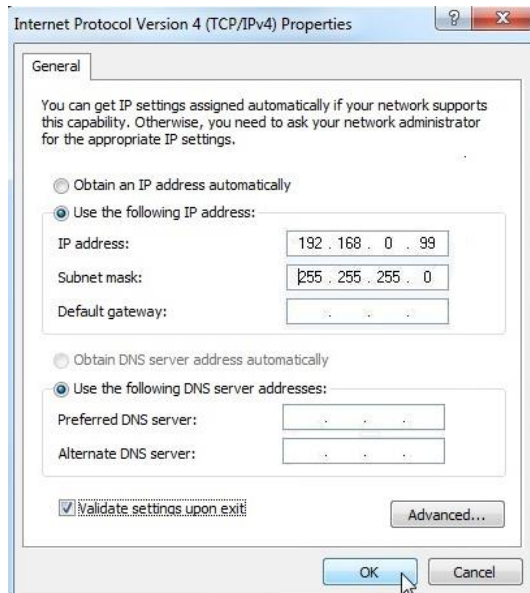 Internet Protocol Version 4 (TCP/IPv4) Properties
?
X
General
You can get IP settings assigned automatically if your network supports
this capability. Otherwise, you need to ask your network administrator
for the appropriate IP settings.
Obtain an IP address automatically
Use the following IP address:
IP address: 192 . 168 . 0 . 99
Subnet mask: 255 . 255 . 255 . 0
Default gateway: . . .
Obtain DNS server address automatically
Use the following DNS server addresses:
Preferred DNS server: . . .
Alternate DNS server: . . .
Validate settings upon exit
Advanced...
OK Cancel